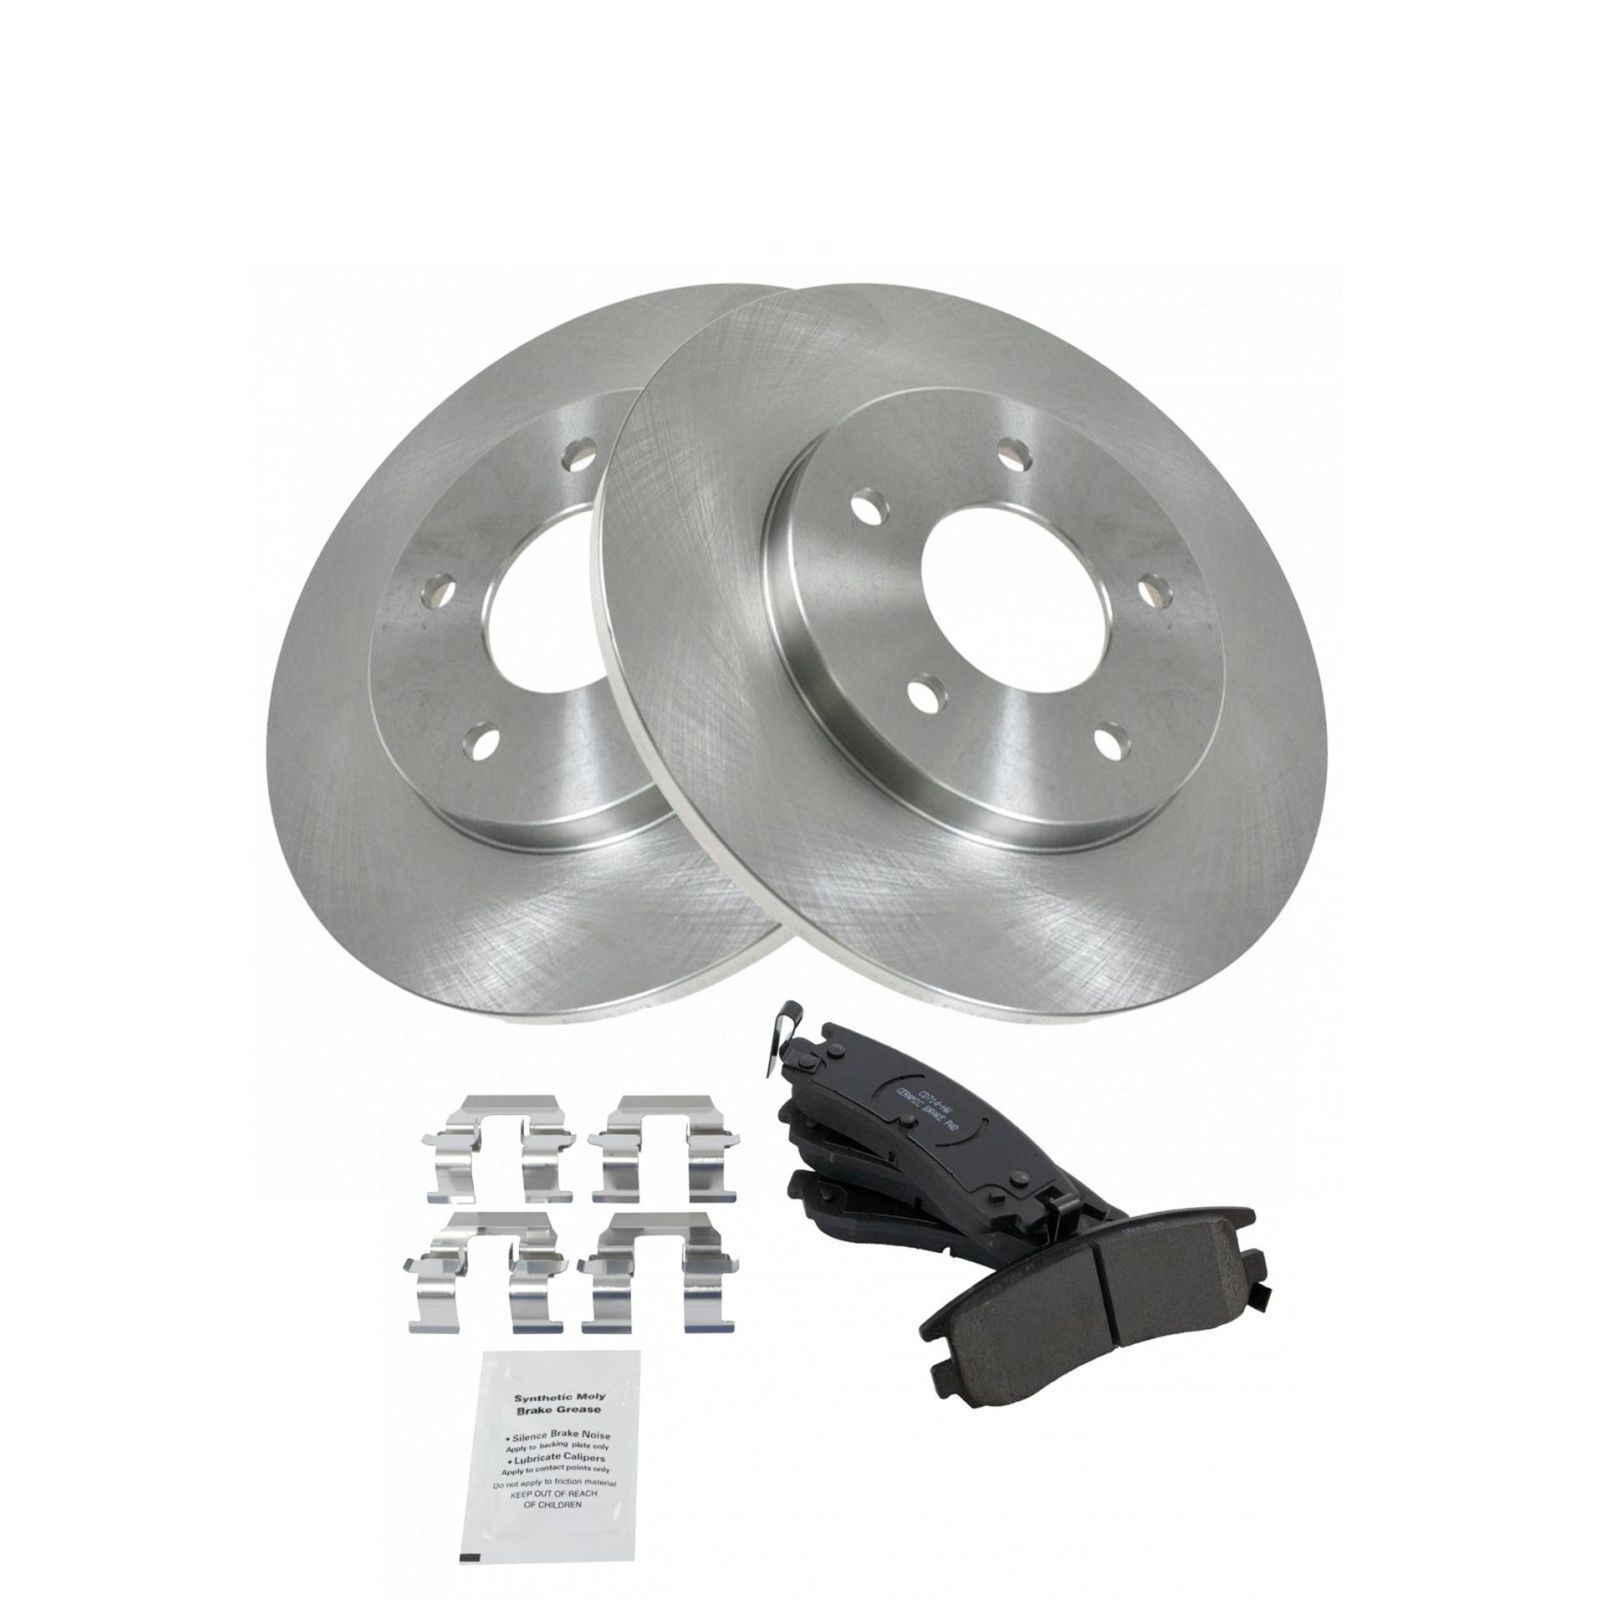 CD714-HW
CERAMIC BRAKE PAD
Synthetic Moly
Brake Grease
• Silence Brake Noise
Apply to backing plate only
• Lubricate Calipers
Apply to contact points only
Do not apply to friction material
KEEP OUT OF REACH
OF CHILDREN